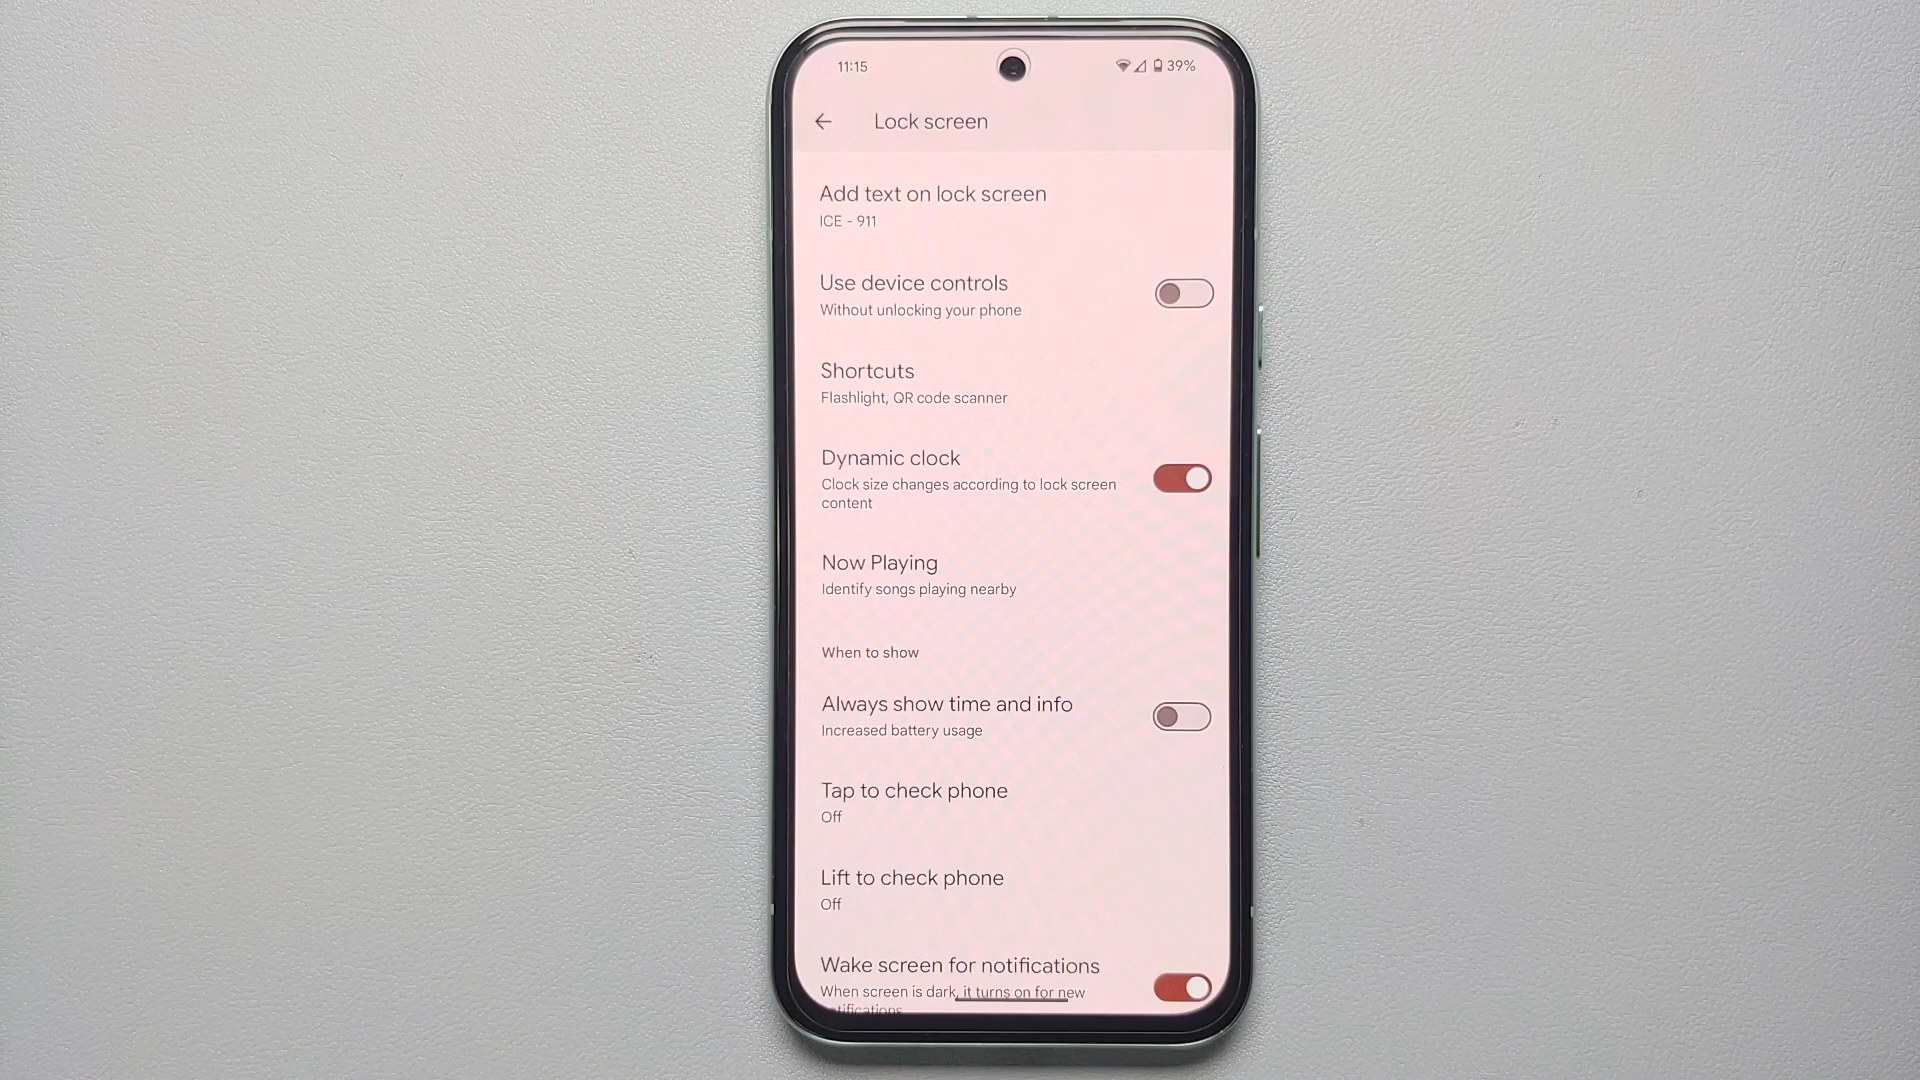 11:15
39%
Lock screen
Add text on lock screen
ICE - 911
Use device controls
Without unlocking your phone
Shortcuts
Flashlight, QR code scanner
Dynamic clock
Clock size changes according to lock screen
content
Now Playing
Identify songs playing nearby
When to show
Always show time and info
Increased battery usage
Tap to check phone
Off
Lift to check phone
Off
Wake screen for notifications
When screen is dark, it turns on for new
notifications